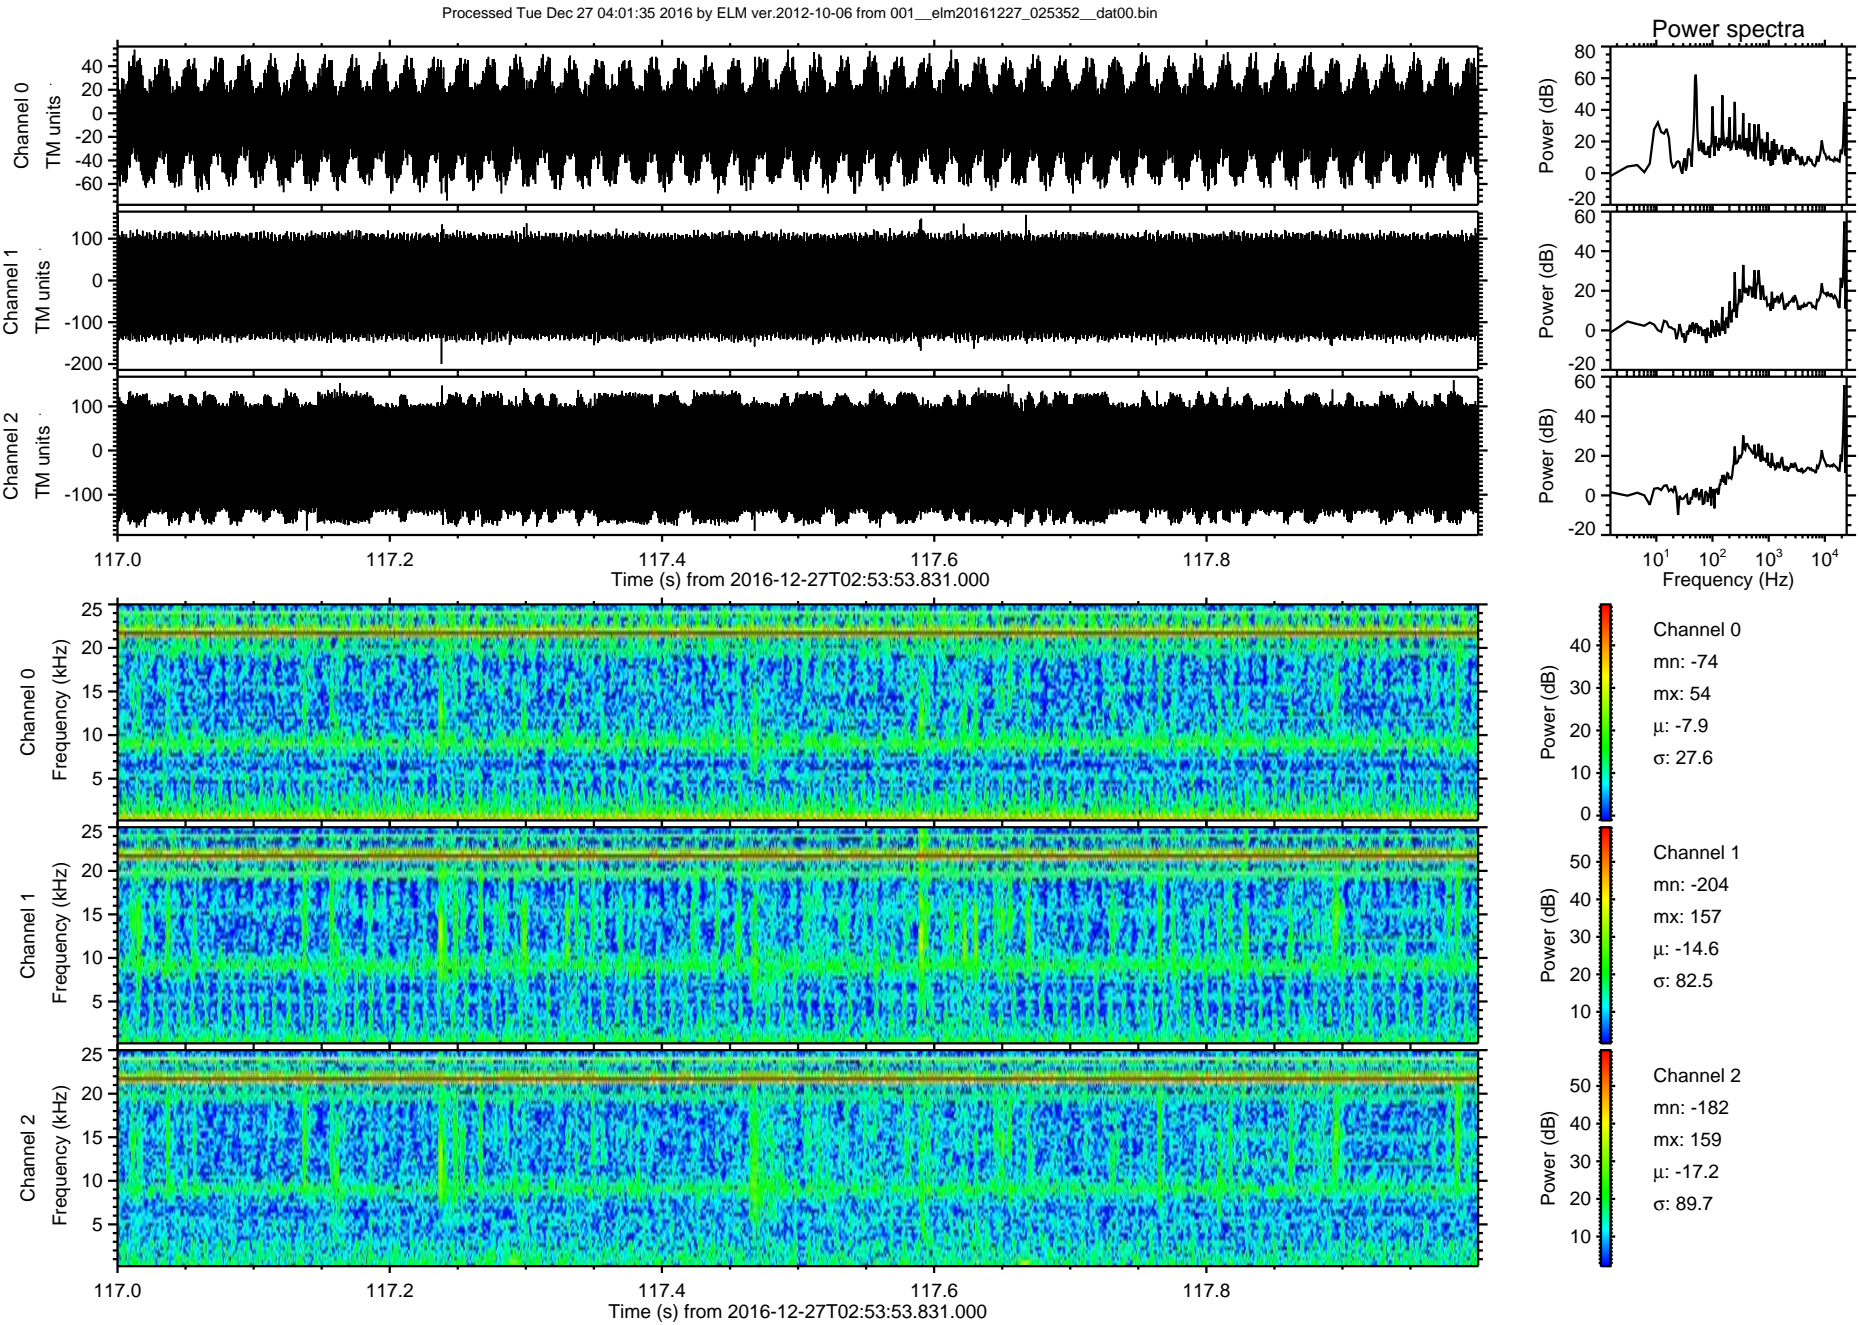 Processed Tue Dec 27 04:01:35 2016 by ELM ver.2012-10-06 from 001__elm20161227_025352__dat00.bin
Power spectra
Channel 0
TM units
40
20
0
-20
-40
-60
Power (dB)
80
60
40
20
0
-20
Channel 1
TM units
100
0
-100
-200
Power (dB)
60
40
20
0
-20
Channel 2
TM units
100
0
-100
Power (dB)
60
40
20
0
-20
117.0 117.2 117.4 117.6 117.8
Time (s) from 2016-12-27T02:53:53.831.000
10¹ 10² 10³ 10⁴
Frequency (Hz)
Channel 0
Frequency (kHz)
25
20
15
10
5
Power (dB)
40
30
20
10
0
Channel 0
mn: -74
mx: 54
μ: -7.9
σ: 27.6
Channel 1
Frequency (kHz)
25
20
15
10
5
Power (dB)
50
40
30
20
10
Channel 1
mn: -204
mx: 157
μ: -14.6
σ: 82.5
Channel 2
Frequency (kHz)
25
20
15
10
5
Power (dB)
50
40
30
20
10
Channel 2
mn: -182
mx: 159
μ: -17.2
σ: 89.7
117.0 117.2 117.4 117.6 117.8
Time (s) from 2016-12-27T02:53:53.831.000